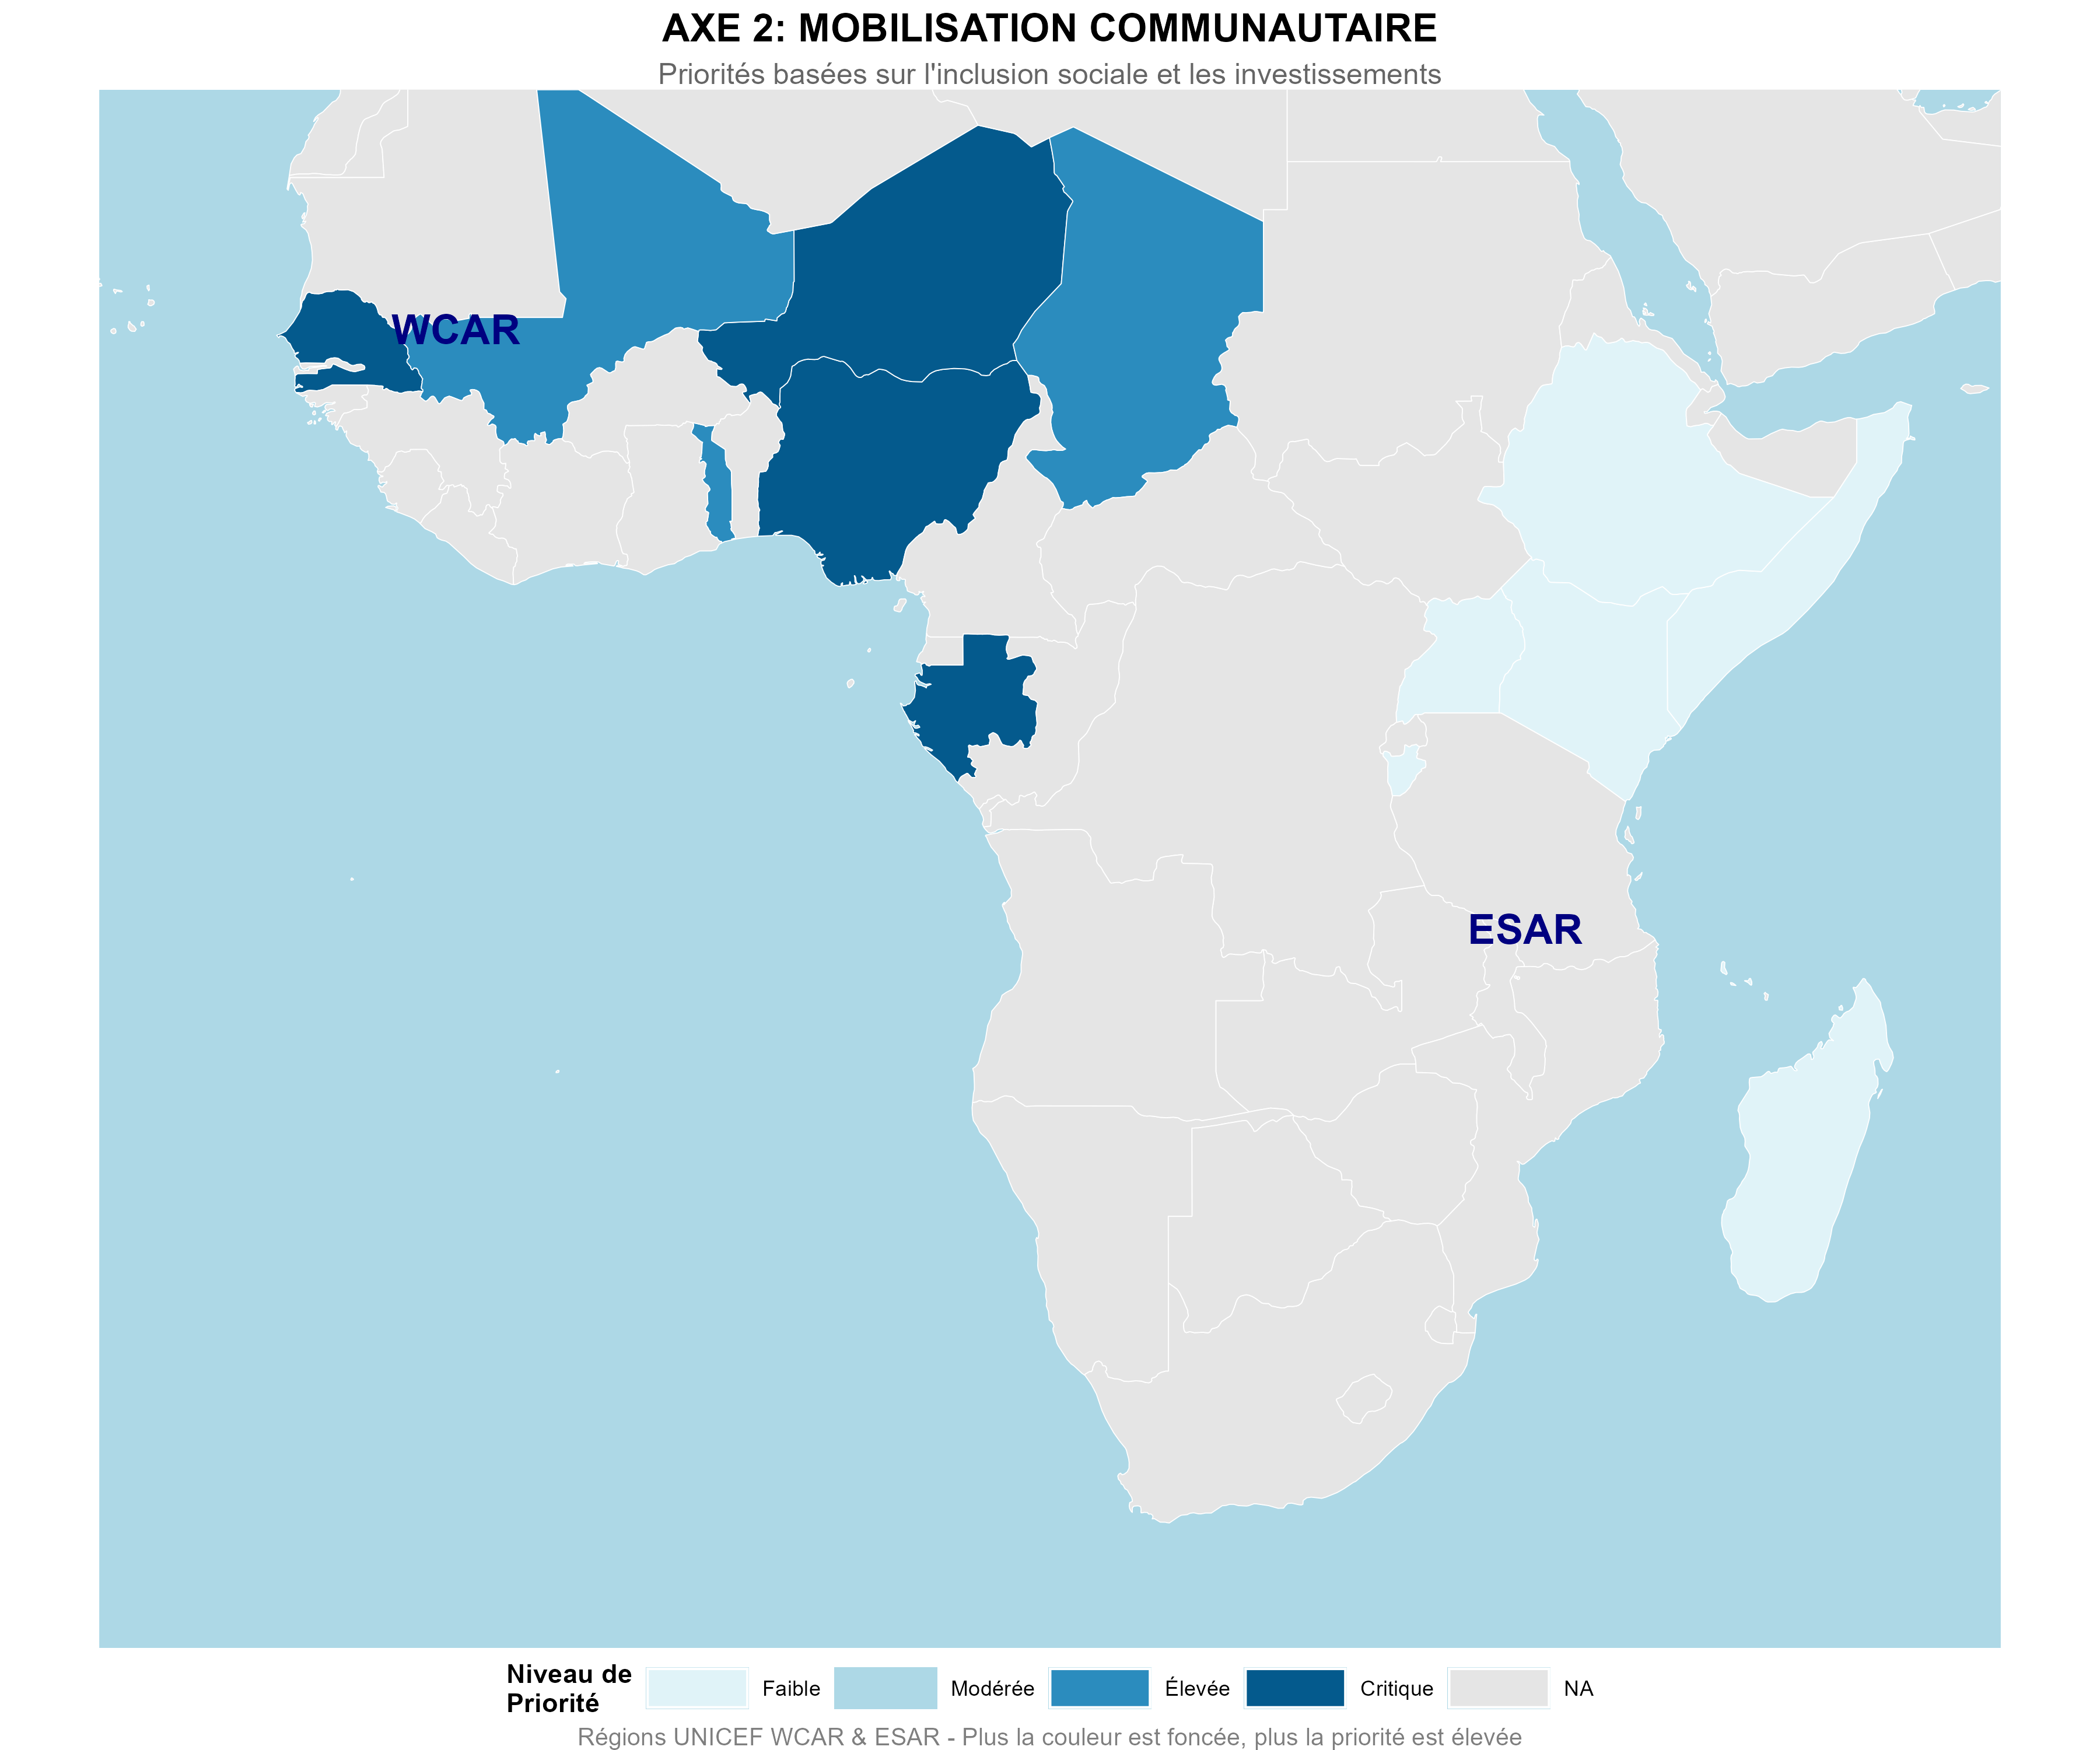 AXE 2: MOBILISATION COMMUNAUTAIRE
Priorités basées sur l'inclusion sociale et les investissements
WCAR
ESAR
Niveau de
Priorité
Faible
Modérée
Élevée
Critique
NA
Régions UNICEF WCAR & ESAR - Plus la couleur est foncée, plus la priorité est élevée